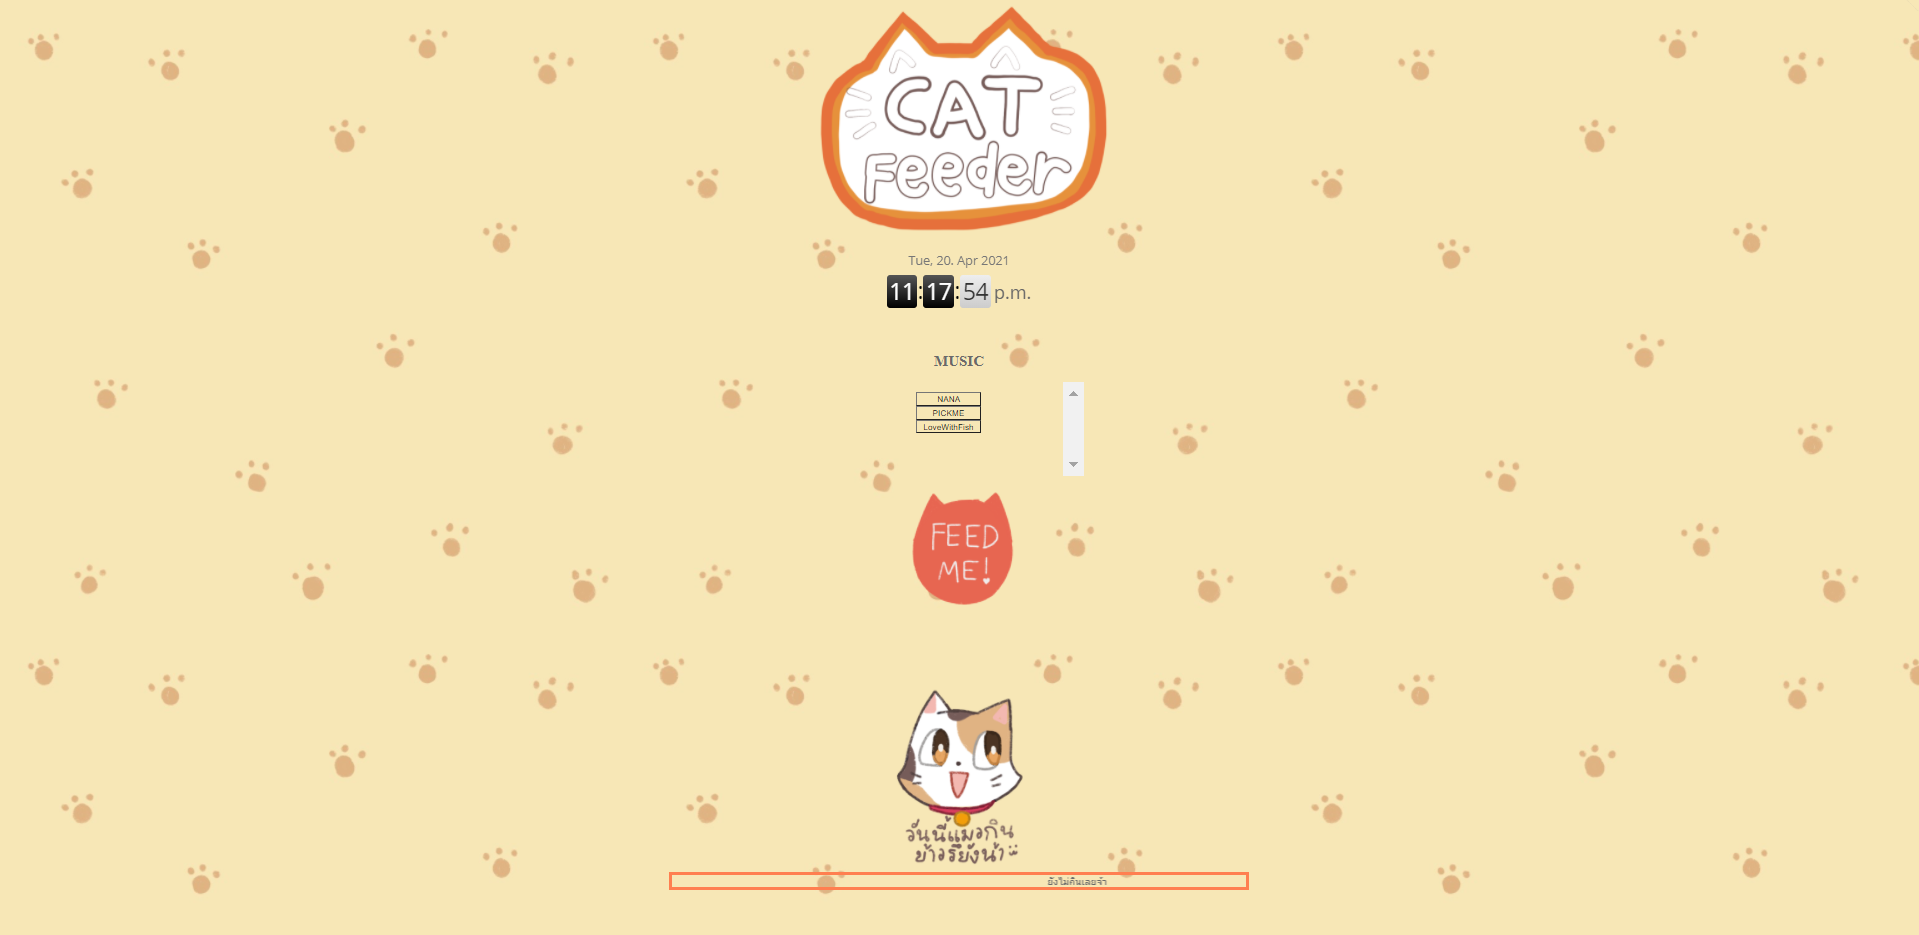 CAT
Feeder
Tue, 20. Apr 2021
11:17:54 p.m.
MUSIC
NANA
PICKME
LoveWithFish
FEED
ME!
วันนี้แมวกิน
ข้าวรึยังน้า
ยังไม่กินเลยจ้า